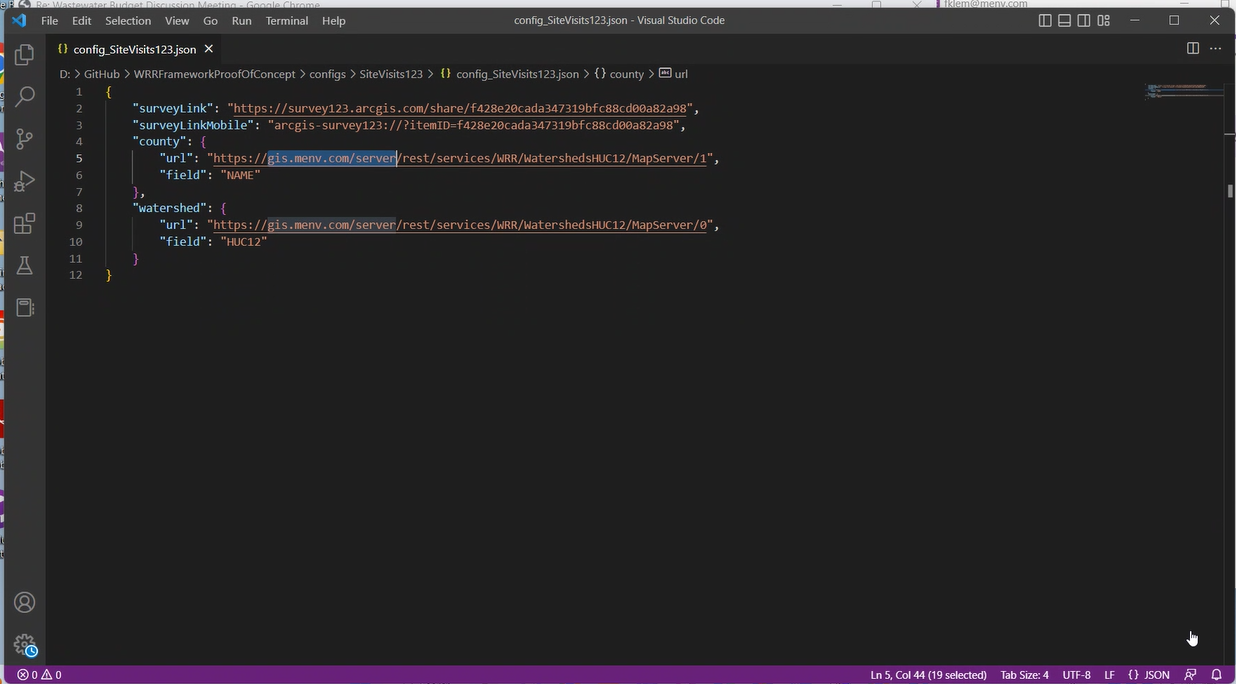 Re: Wastewater Budget Discussion Meeting - Google Chrome
fklem@menv.com
File Edit Selection View Go Run Terminal Help
config_SiteVisits123.json - Visual Studio Code
{} config_SiteVisits123.json
D: > GitHub > WRRFrameworkProofOfConcept > configs > SiteVisits123 > {} config_SiteVisits123.json > {} county > abc url
1 {
2 "surveyLink": "https://survey123.arcgis.com/share/f428e20cada347319bfc88cd00a82a98",
3 "surveyLinkMobile": "arcgis-survey123://?itemID=f428e20cada347319bfc88cd00a82a98",
4 "county": {
5 "url": "https://gis.menv.com/server/rest/services/WRR/WatershedsHUC12/MapServer/1",
6 "field": "NAME"
7 },
8 "watershed": {
9 "url": "https://gis.menv.com/server/rest/services/WRR/WatershedsHUC12/MapServer/0",
10 "field": "HUC12"
11 }
12 }
0 0
Ln 5, Col 44 (19 selected) Tab Size: 4 UTF-8 LF {} JSON